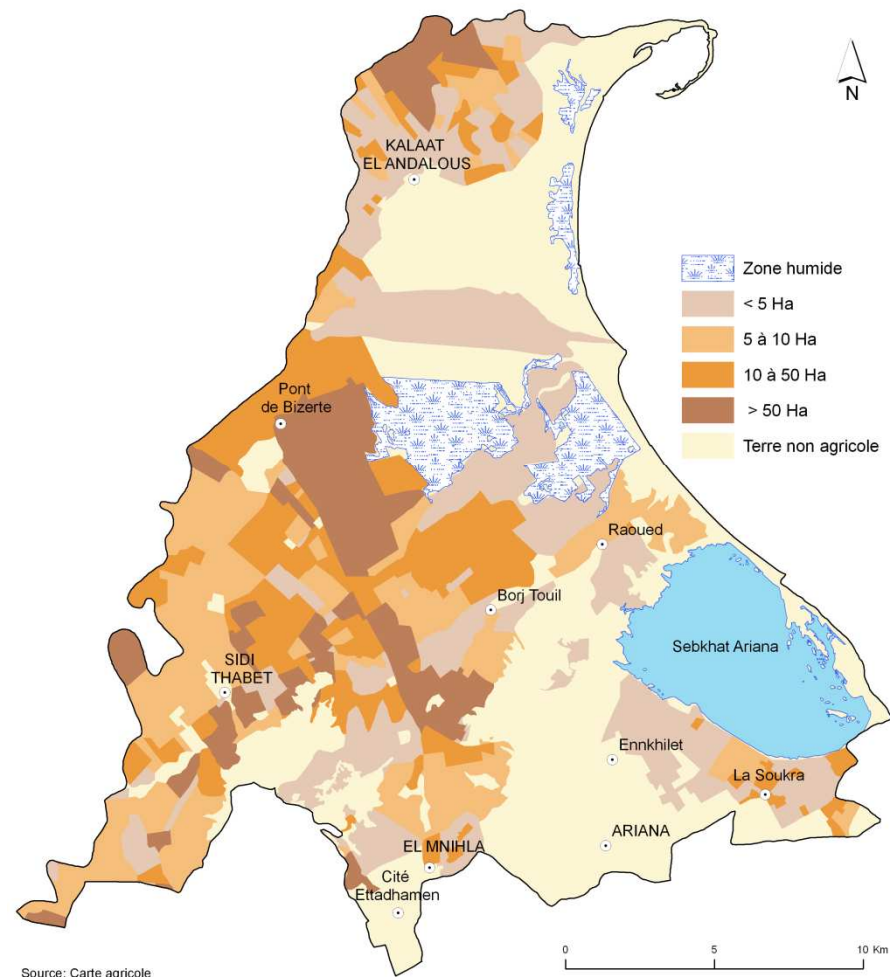 N
KALAAT
EL ANDALOUS
Zone humide
< 5 Ha
5 à 10 Ha
10 à 50 Ha
> 50 Ha
Terre non agricole
Pont
de Bizerte
Raoued
Borj Touil
Sebkhat Ariana
SIDI
THABET
Ennkhilet
La Soukra
ARIANA
EL MNIHLA
Cité
Ettadhamen
0 5 10 Km
Source: Carte agricole